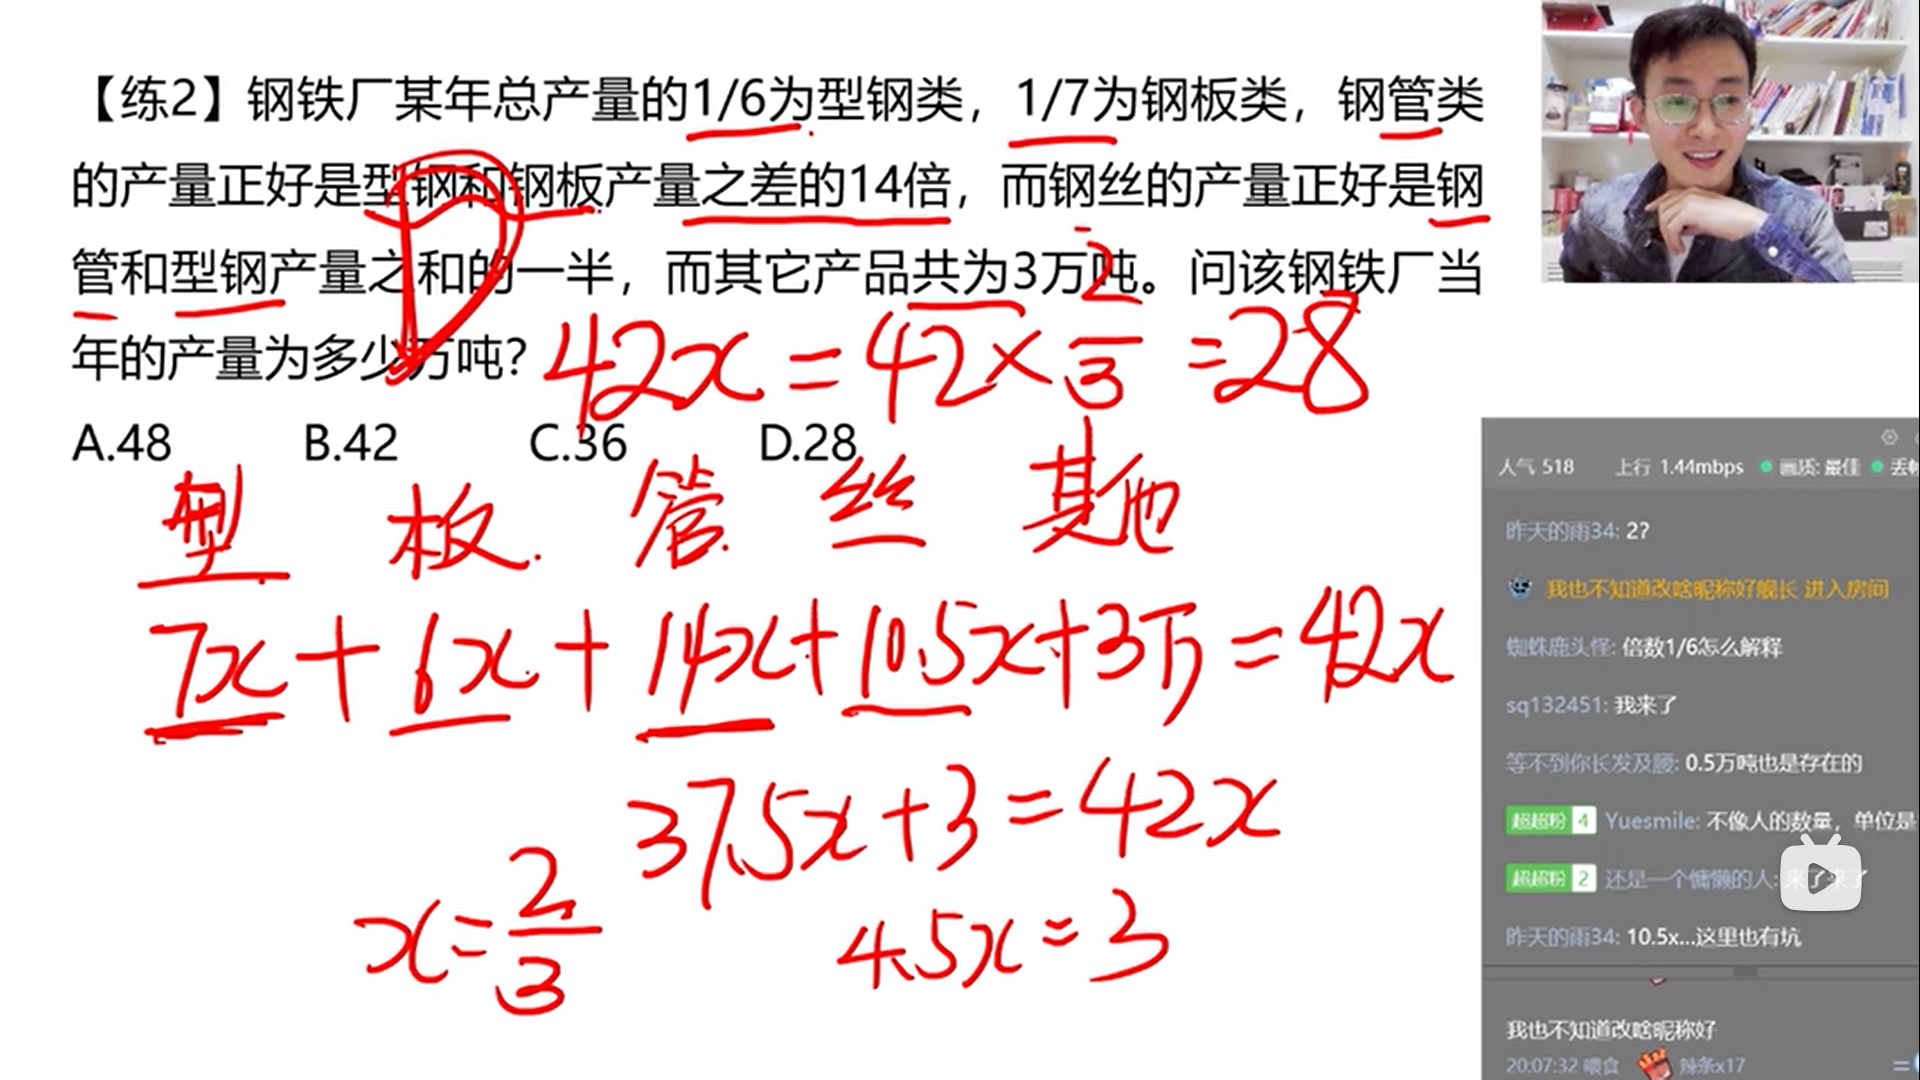 【练2】钢铁厂某年总产量的1/6为型钢类，1/7为钢板类，钢管类
的产量正好是型钢和钢板产量之差的14倍，而钢丝的产量正好是钢
管和型钢产量之和的一半，而其它产品共为3万吨。问该钢铁厂当
年的产量为多少万吨？
42x=42×2/3=28
A.48 B.42 C.36 D.28
型 板 管 丝 其他
7x+6x+14x+10.5x+3万=42x
37.5x+3=42x
4.5x=3
x=2/3
D
人气 518 上行 1.44mbps 画质: 最佳 丢帧
昨天的雨34: 2?
我也不知道改啥昵称好舰长 进入房间
蜘蛛鹿头怪: 倍数1/6怎么解释
sq132451: 我来了
等不到你长发及腰: 0.5万吨也是存在的
超超粉 4 Yuesmile: 不像人的数量，单位是
超超粉 2 还是一个慵懒的人: 来了来了
昨天的雨34: 10.5x...这里也有坑
我也不知道改啥昵称好
20:07:32 喂食 辣条x17